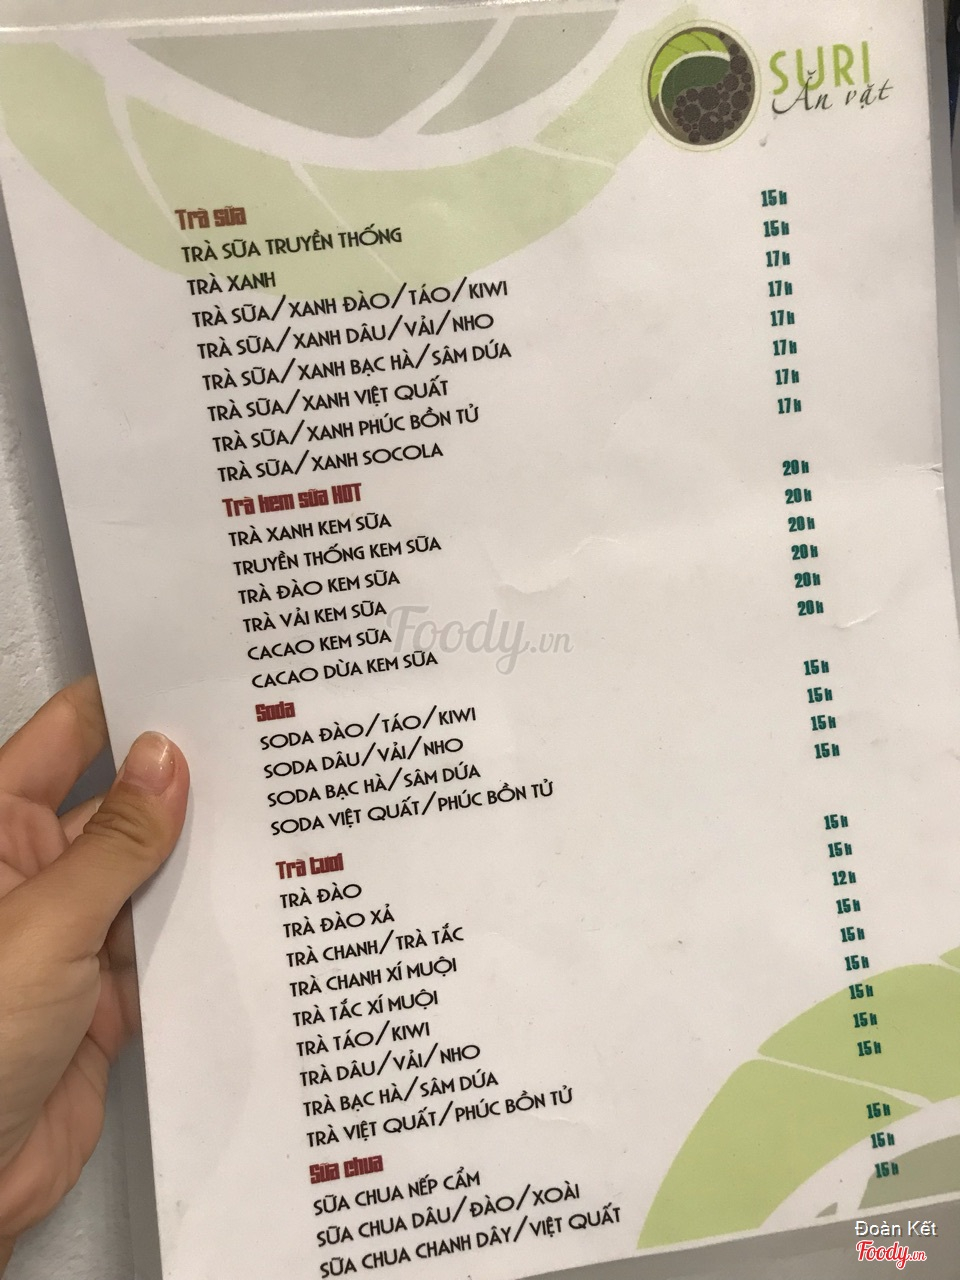 SURI
Ăn vặt
Trà sữa
TRÀ SỮA TRUYỀN THỐNG 15k
TRÀ XANH 15k
TRÀ SỮA/XANH ĐÀO/TÁO/KIWI 17k
TRÀ SỮA/XANH DÂU/VẢI/NHO 17k
TRÀ SỮA/XANH BẠC HÀ/SÂM DỨA 17k
TRÀ SỮA/XANH VIỆT QUẤT 17k
TRÀ SỮA/XANH PHÚC BỒN TỬ 17k
TRÀ SỮA/XANH SOCOLA 17k
Trà kem sữa HOT
TRÀ XANH KEM SỮA 20k
TRUYỀN THỐNG KEM SỮA 20k
TRÀ ĐÀO KEM SỮA 20k
TRÀ VẢI KEM SỮA 20k
CACAO KEM SỮA 20k
CACAO DỪA KEM SỮA 20k
Soda
SODA ĐÀO/TÁO/KIWI 15k
SODA DÂU/VẢI/NHO 15k
SODA BẠC HÀ/SÂM DỨA 15k
SODA VIỆT QUẤT/PHÚC BỒN TỬ 15k
Trà tươi
TRÀ ĐÀO 15k
TRÀ ĐÀO XẢ 15k
TRÀ CHANH/TRÀ TẮC 12k
TRÀ CHANH XÍ MUỘI 15k
TRÀ TẮC XÍ MUỘI 15k
TRÀ TÁO/KIWI 15k
TRÀ DÂU/VẢI/NHO 15k
TRÀ BẠC HÀ/SÂM DỨA 15k
TRÀ VIỆT QUẤT/PHÚC BỒN TỬ 15k
Sữa chua
SỮA CHUA NẾP CẨM 15k
SỮA CHUA DÂU/ĐÀO/XOÀI 15k
SỮA CHUA CHANH DÂY/VIỆT QUẤT 15k
Foody.vn
Đoàn Kết
Foody.vn